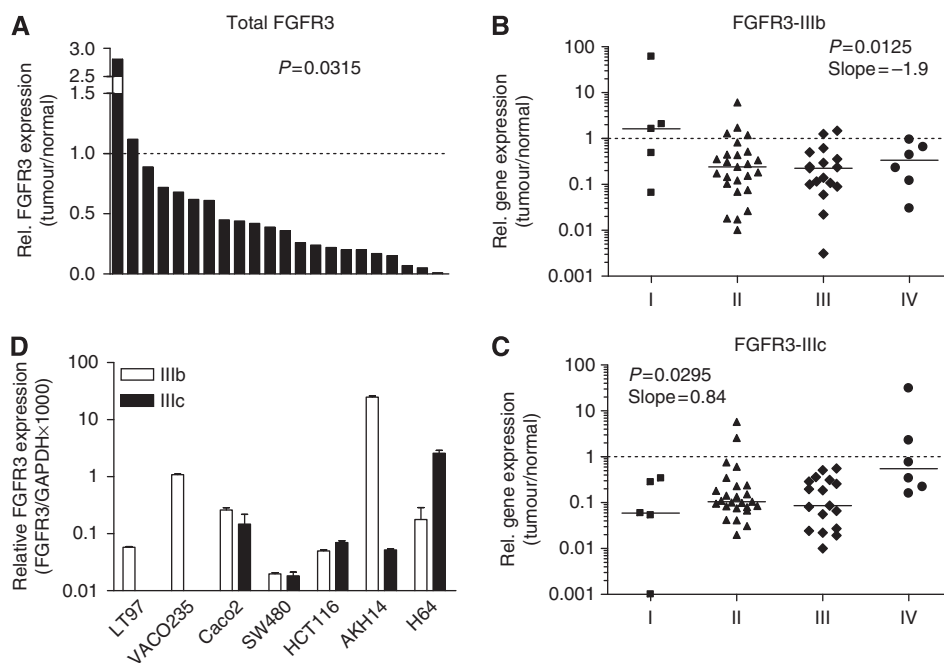 A
Total FGFR3
P=0.0315
Rel. FGFR3 expression
(tumour/normal)
3.0
2.5
1.5
1.0
0.5
0.0
B
FGFR3-IIIb
P=0.0125
Slope=–1.9
Rel. gene expression
(tumour/normal)
100
10
1
0.1
0.01
0.001
I II III IV
D
IIIb
IIIc
Relative FGFR3 expression
(FGFR3/GAPDH×1000)
100
10
1
0.1
0.01
LT97 VACO235 Caco2 SW480 HCT116 AKH14 H64
C
FGFR3-IIIc
P=0.0295
Slope=0.84
Rel. gene expression
(tumour/normal)
100
10
1
0.1
0.01
0.001
I II III IV